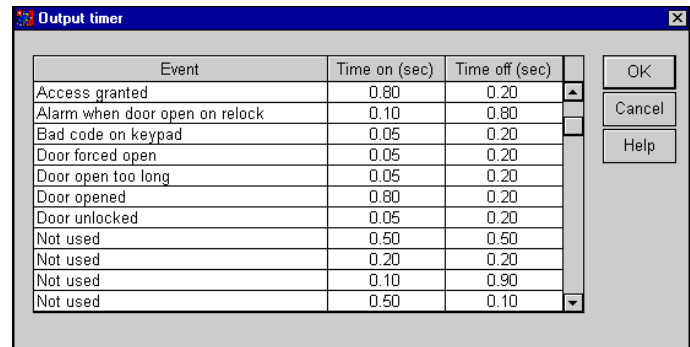 Output timer
Event Time on (sec) Time off (sec)
Access granted 0.80 0.20
Alarm when door open on relock 0.10 0.80
Bad code on keypad 0.05 0.20
Door forced open 0.05 0.20
Door open too long 0.05 0.20
Door opened 0.80 0.20
Door unlocked 0.05 0.20
Not used 0.50 0.50
Not used 0.20 0.20
Not used 0.10 0.90
Not used 0.50 0.10
OK
Cancel
Help